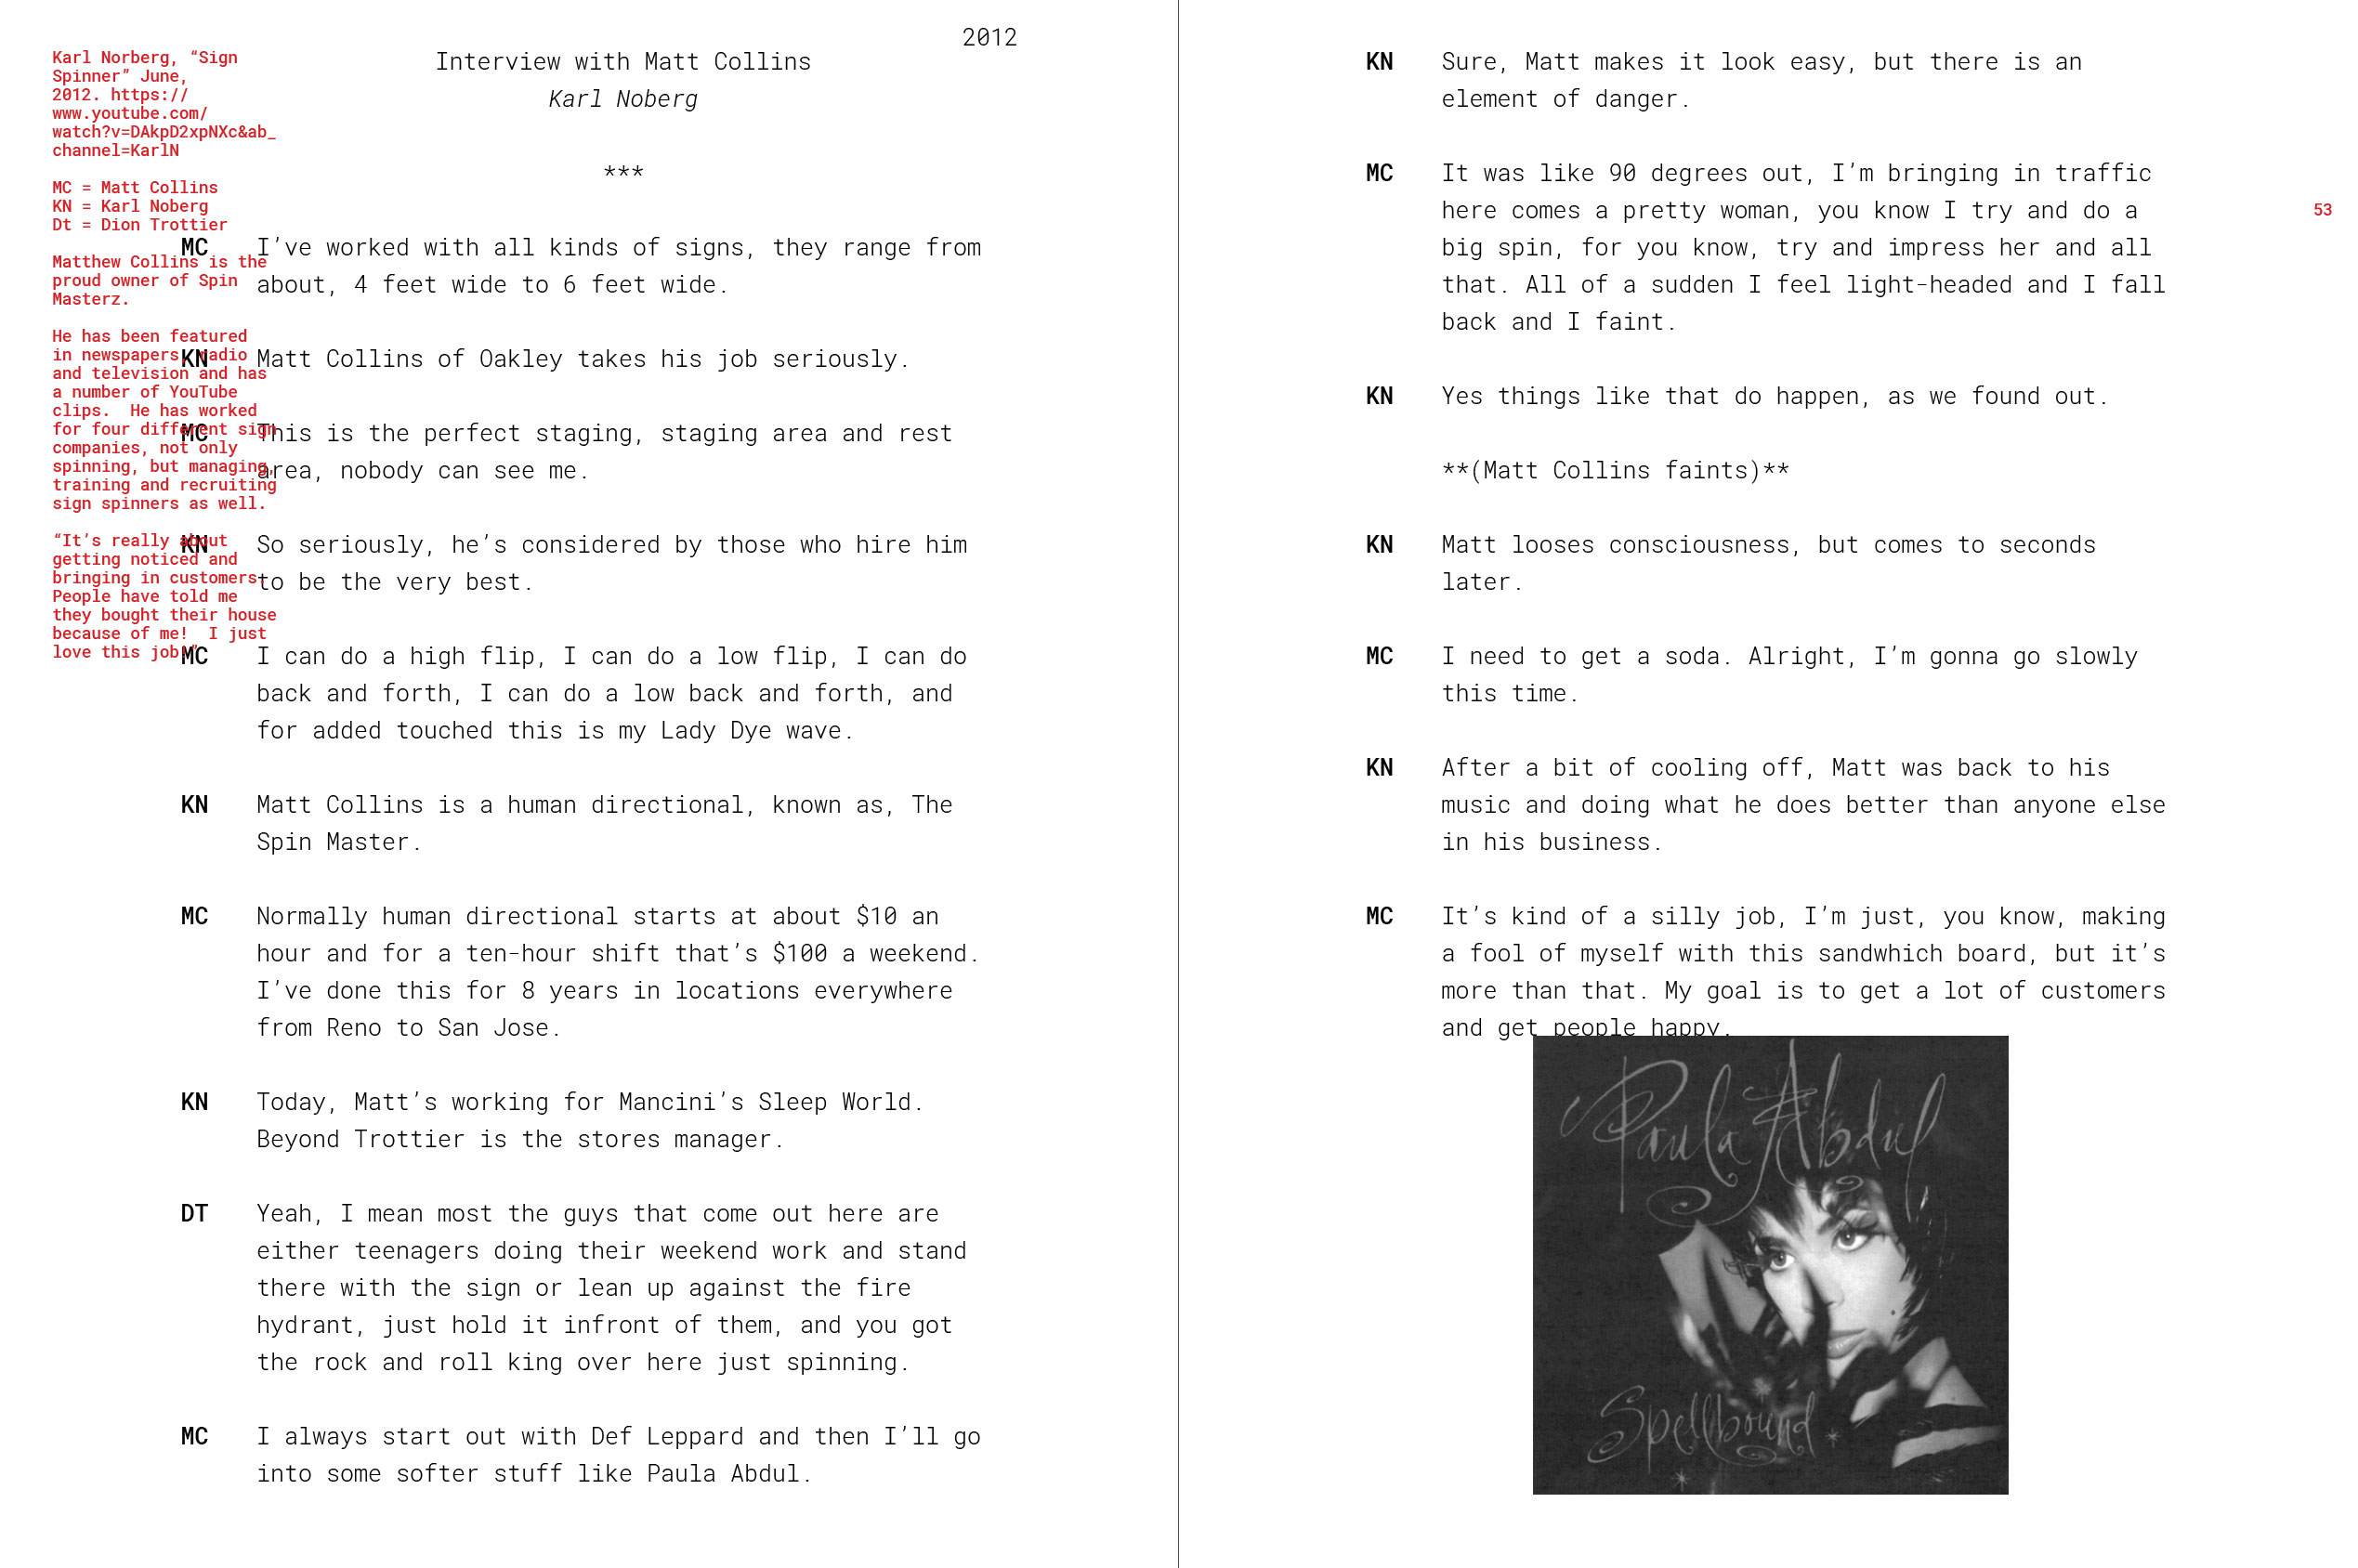 2012
Karl Norberg, “Sign
Spinner” June,
2012. https://
www.youtube.com/
watch?v=DAkpD2xpNXc&ab_
channel=KarlN
MC = Matt Collins
KN = Karl Noberg
Dt = Dion Trottier
Matthew Collins is the
proud owner of Spin
Masterz.
He has been featured
in newspapers, radio
and television and has
a number of YouTube
clips.  He has worked
for four different sign
companies, not only
spinning, but managing,
training and recruiting
sign spinners as well.
“It’s really about
getting noticed and
bringing in customers.
People have told me
they bought their house
because of me!  I just
love this job!”
Interview with Matt Collins
Karl Noberg
***
MC I’ve worked with all kinds of signs, they range from
about, 4 feet wide to 6 feet wide.
KN Matt Collins of Oakley takes his job seriously.
MC This is the perfect staging, staging area and rest
area, nobody can see me.
KN So seriously, he’s considered by those who hire him
to be the very best.
MC I can do a high flip, I can do a low flip, I can do
back and forth, I can do a low back and forth, and
for added touched this is my Lady Dye wave.
KN Matt Collins is a human directional, known as, The
Spin Master.
MC Normally human directional starts at about $10 an
hour and for a ten-hour shift that’s $100 a weekend.
I’ve done this for 8 years in locations everywhere
from Reno to San Jose.
KN Today, Matt’s working for Mancini’s Sleep World.
Beyond Trottier is the stores manager.
DT Yeah, I mean most the guys that come out here are
either teenagers doing their weekend work and stand
there with the sign or lean up against the fire
hydrant, just hold it infront of them, and you got
the rock and roll king over here just spinning.
MC I always start out with Def Leppard and then I’ll go
into some softer stuff like Paula Abdul.
KN Sure, Matt makes it look easy, but there is an
element of danger.
MC It was like 90 degrees out, I’m bringing in traffic
here comes a pretty woman, you know I try and do a
big spin, for you know, try and impress her and all
that. All of a sudden I feel light-headed and I fall
back and I faint.
53
KN Yes things like that do happen, as we found out.
**(Matt Collins faints)**
KN Matt looses consciousness, but comes to seconds
later.
MC I need to get a soda. Alright, I’m gonna go slowly
this time.
KN After a bit of cooling off, Matt was back to his
music and doing what he does better than anyone else
in his business.
MC It’s kind of a silly job, I’m just, you know, making
a fool of myself with this sandwhich board, but it’s
more than that. My goal is to get a lot of customers
and get people happy.
Paula Abdul
Spellbound